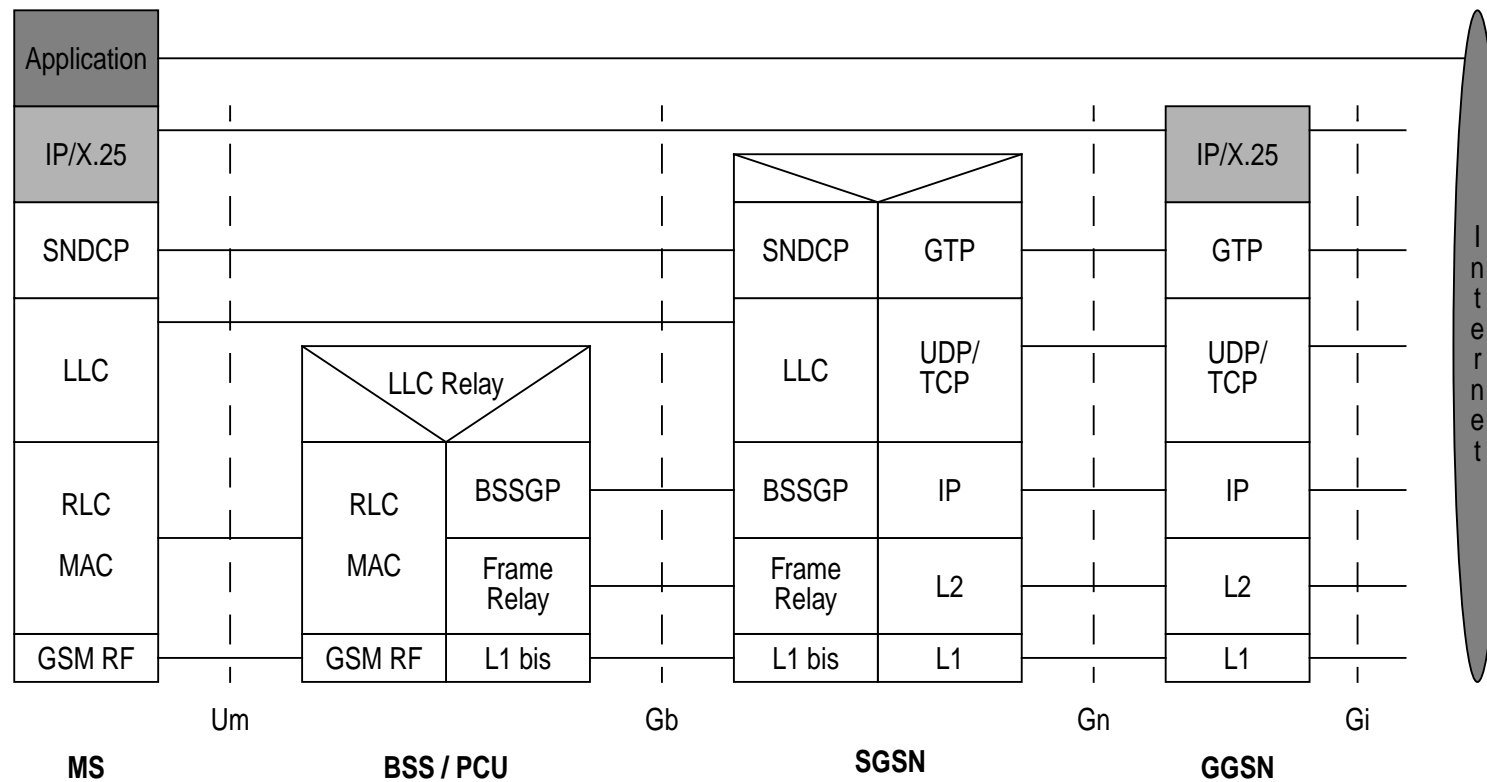 Application
IP/X.25
IP/X.25
SNDCP
SNDCP
GTP
GTP
LLC
LLC Relay
LLC
UDP/
TCP
UDP/
TCP
RLC
MAC
RLC
MAC
BSSGP
BSSGP
IP
IP
Frame
Relay
Frame
Relay
L2
L2
GSM RF
GSM RF
L1 bis
L1 bis
L1
L1
Internet
Um
Gb
Gn
Gi
MS
BSS / PCU
SGSN
GGSN